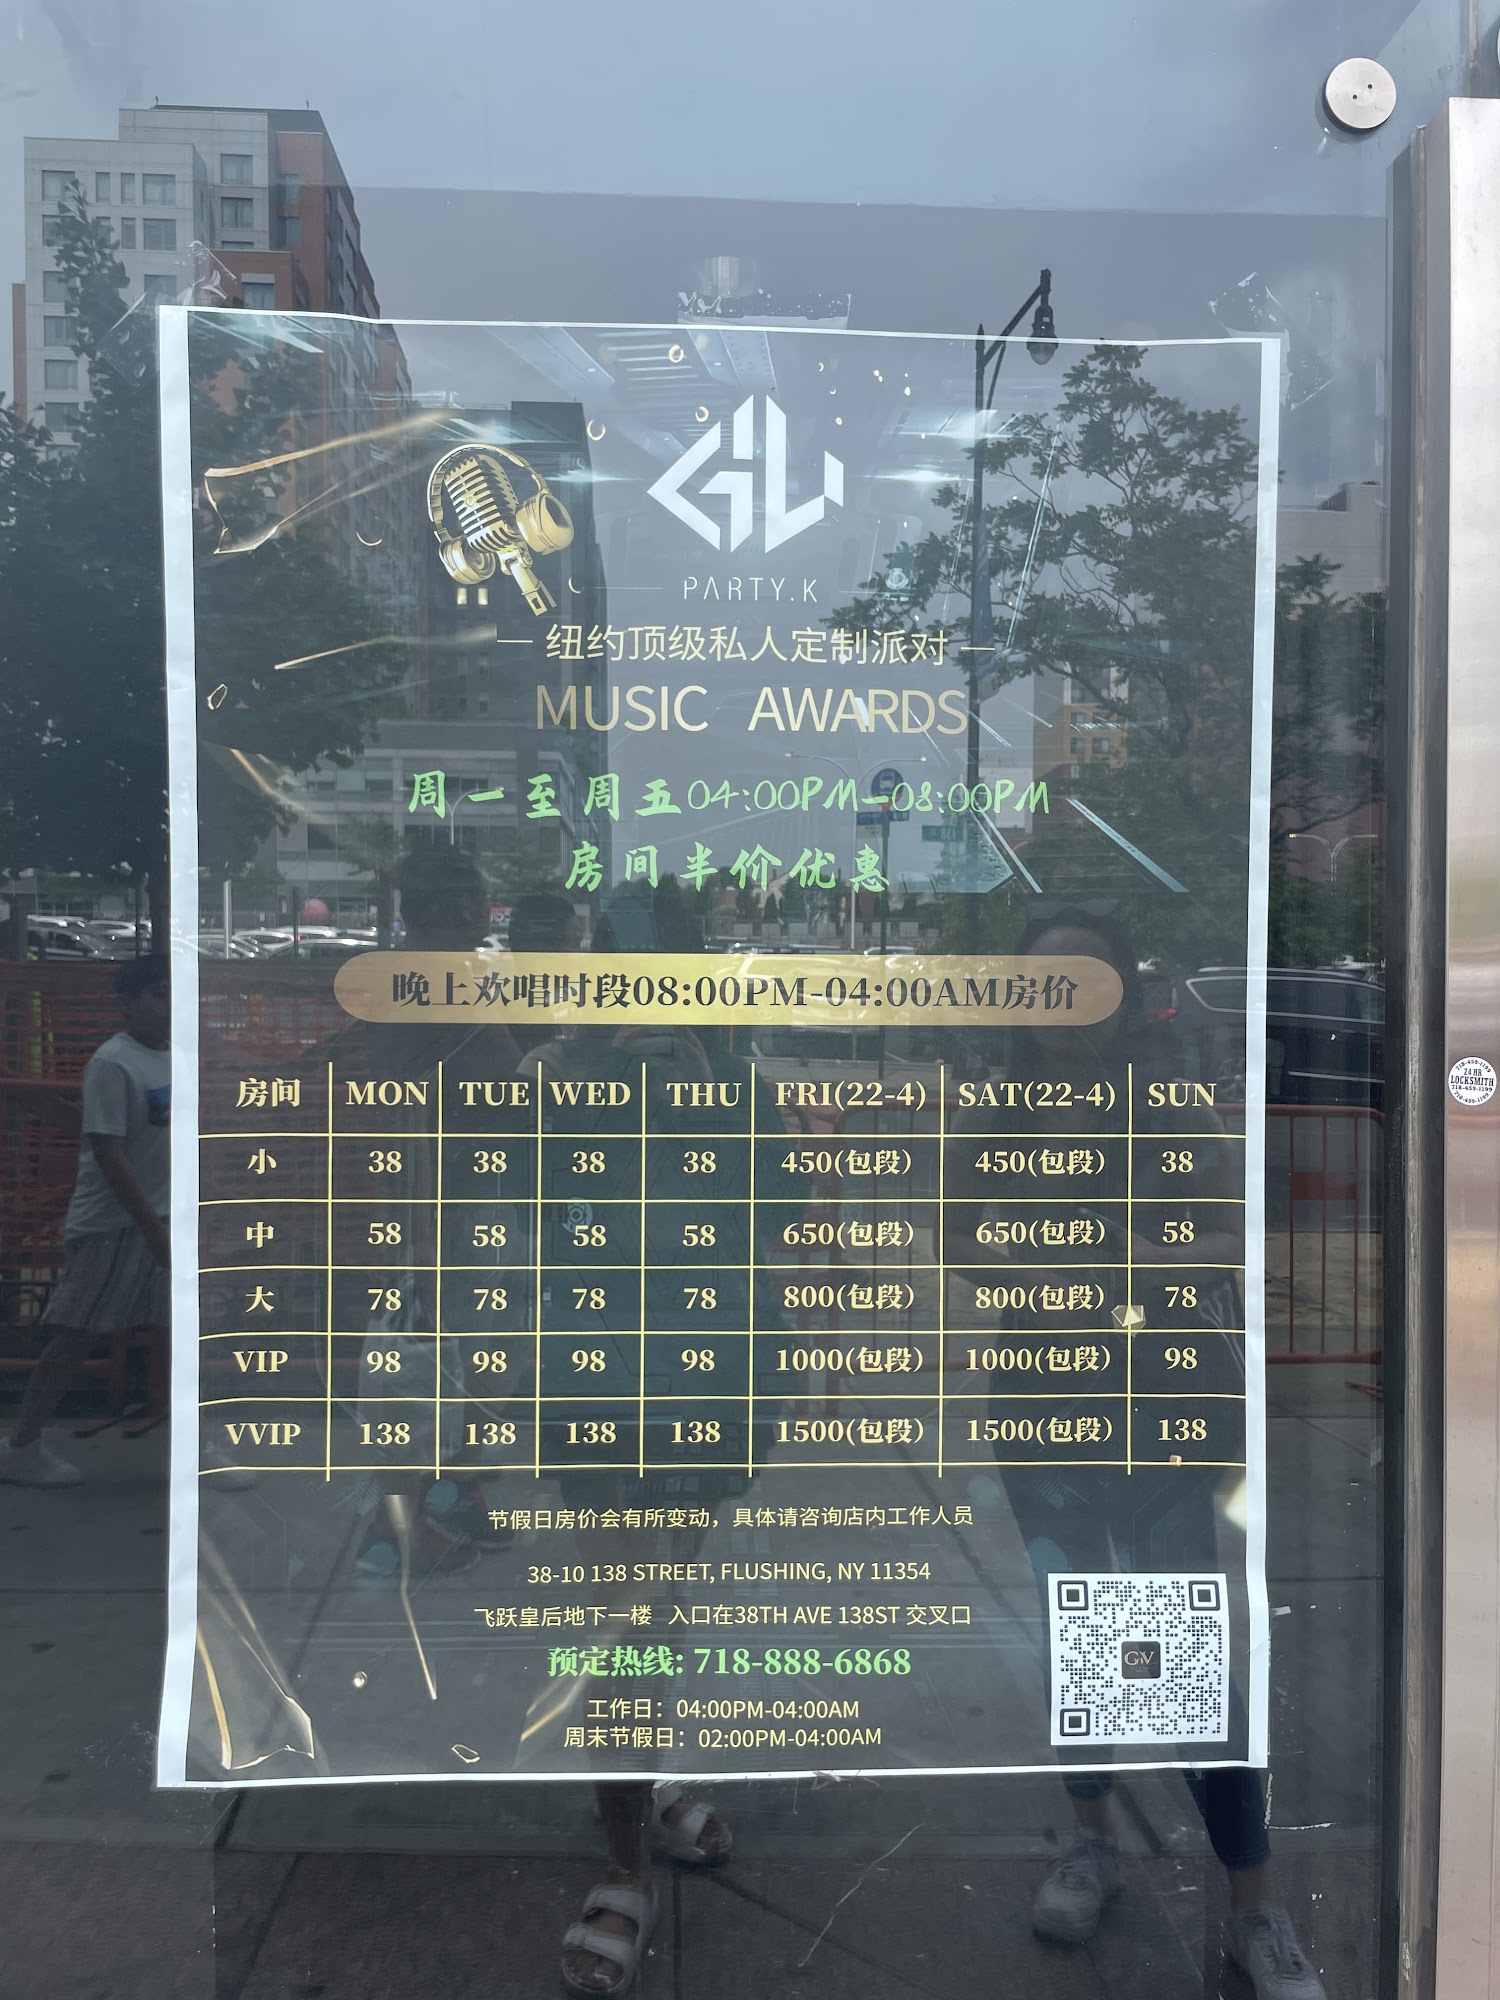 PARTY.K
— 纽约顶级私人定制派对 —
MUSIC AWARDS
周一至周五04:00PM-08:00PM
房间半价优惠
晚上欢唱时段08:00PM-04:00AM房价
房间 MON TUE WED THU FRI(22-4) SAT(22-4) SUN
小 38 38 38 38 450(包段) 450(包段) 38
中 58 58 58 58 650(包段) 650(包段) 58
大 78 78 78 78 800(包段) 800(包段) 78
VIP 98 98 98 98 1000(包段) 1000(包段) 98
VVIP 138 138 138 138 1500(包段) 1500(包段) 138
节假日房价会有所变动，具体请咨询店内工作人员
38-10 138 STREET, FLUSHING, NY 11354
飞跃皇后地下一楼 入口在38TH AVE 138ST 交叉口
预定热线: 718-888-6868
工作日：04:00PM-04:00AM
周末节假日：02:00PM-04:00AM
718-459-1199
24 HR
LOCKSMITH
718-459-1199
718-459-1199